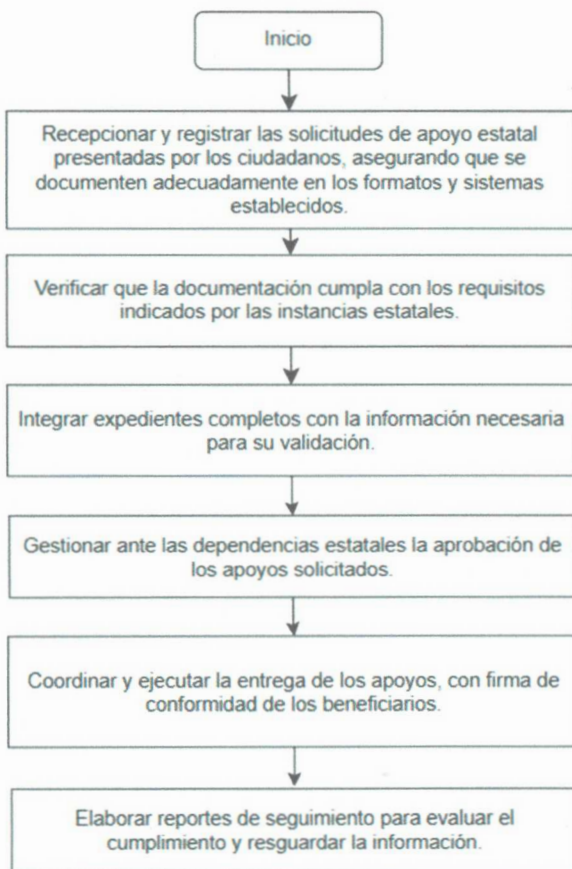 Inicio
Recepcionar y registrar las solicitudes de apoyo estatal
presentadas por los ciudadanos, asegurando que se
documenten adecuadamente en los formatos y sistemas
establecidos.
Verificar que la documentación cumpla con los requisitos
indicados por las instancias estatales.
Integrar expedientes completos con la información necesaria
para su validación.
Gestionar ante las dependencias estatales la aprobación de
los apoyos solicitados.
Coordinar y ejecutar la entrega de los apoyos, con firma de
conformidad de los beneficiarios.
Elaborar reportes de seguimiento para evaluar el
cumplimiento y resguardar la información.